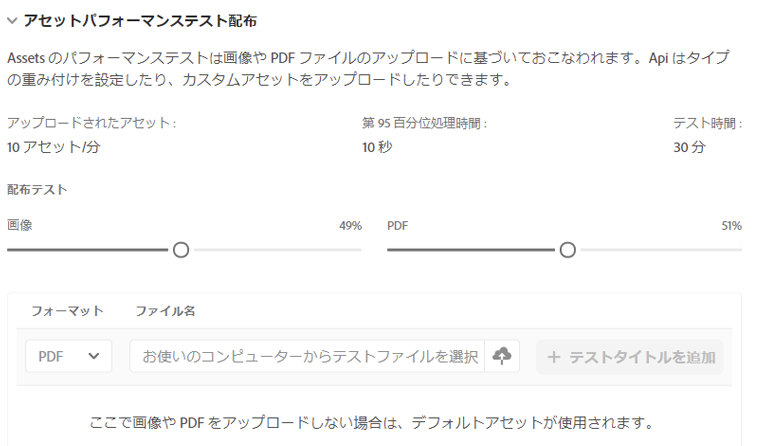 アセットパフォーマンステスト配布
Assets のパフォーマンステストは画像や PDF ファイルのアップロードに基づいておこなわれます。Api はタイプ
の重み付けを設定したり、カスタムアセットをアップロードしたりできます。
アップロードされたアセット : 第 95 百分位処理時間 : テスト時間 :
10 アセット/分 10 秒 30 分
配布テスト
画像 49% PDF 51%
フォーマット ファイル名
PDF お使いのコンピューターからテストファイルを選択 + テストタイトルを追加
ここで画像や PDF をアップロードしない場合は、デフォルトアセットが使用されます。